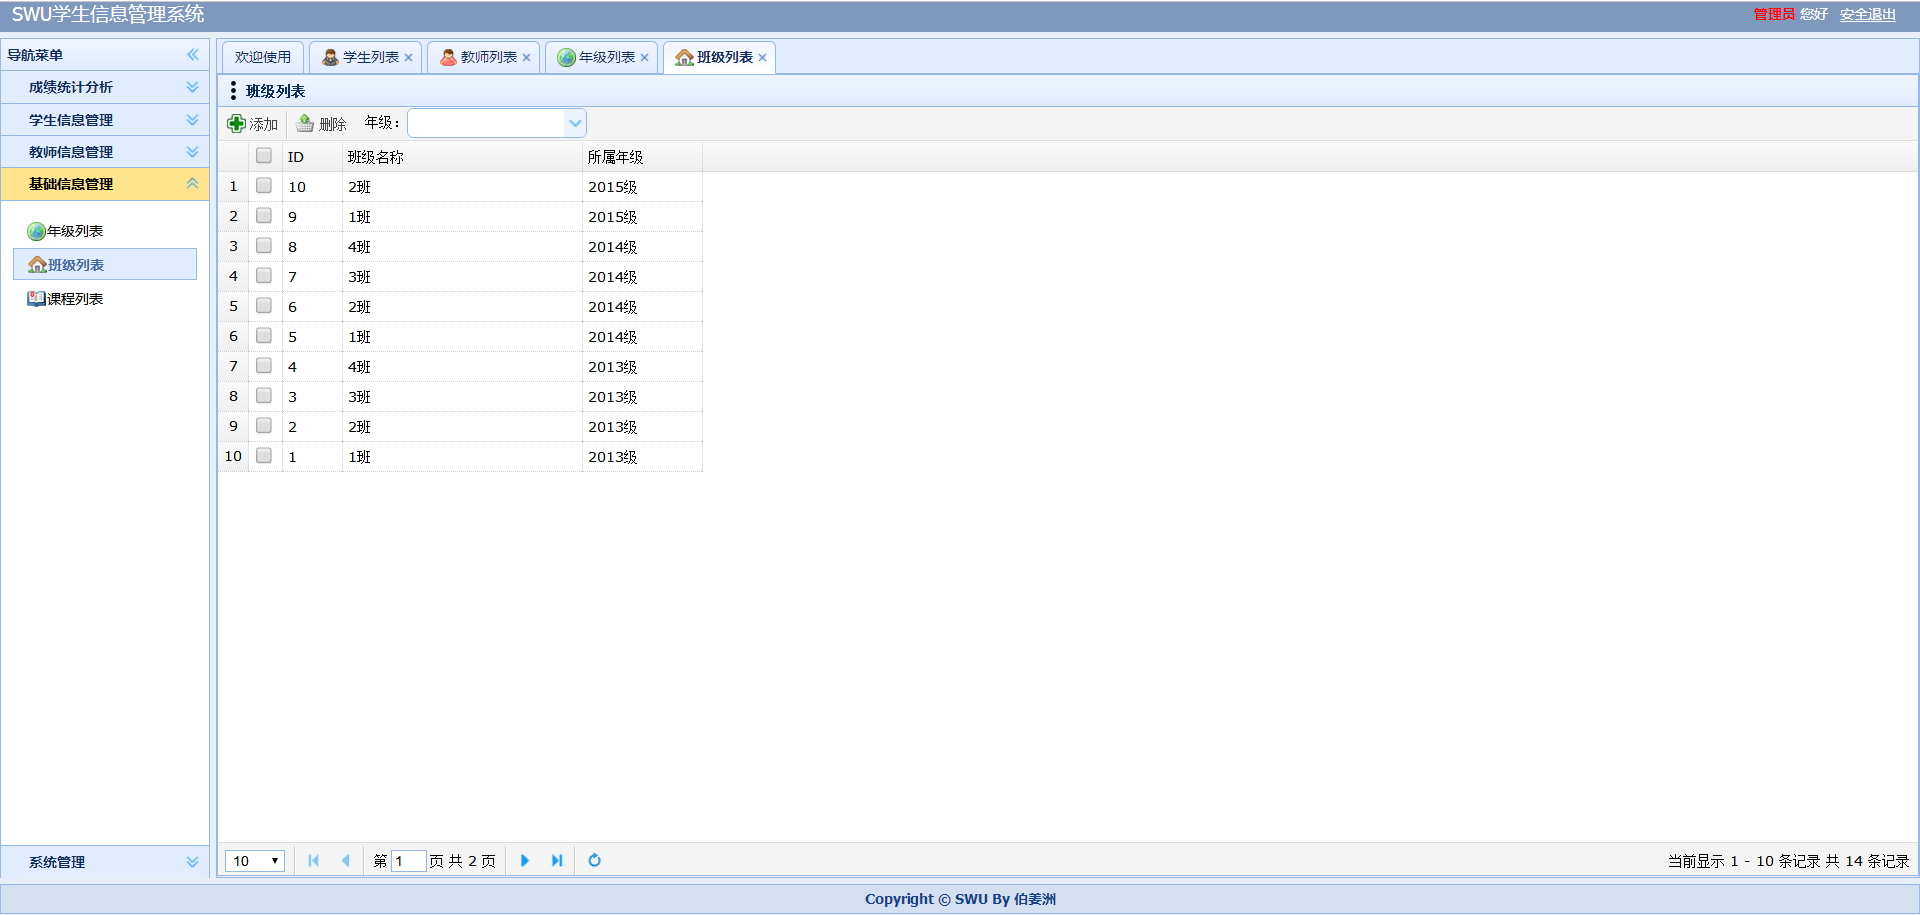 SWU学生信息管理系统
管理员 您好 安全退出
导航菜单
成绩统计分析
学生信息管理
教师信息管理
基础信息管理
年级列表
班级列表
课程列表
系统管理
欢迎使用 学生列表 教师列表 年级列表 班级列表
班级列表
添加 删除 年级：
ID 班级名称 所属年级
1 10 2班 2015级
2 9 1班 2015级
3 8 4班 2014级
4 7 3班 2014级
5 6 2班 2014级
6 5 1班 2014级
7 4 4班 2013级
8 3 3班 2013级
9 2 2班 2013级
10 1 1班 2013级
10 第 1 页 共 2 页 当前显示 1 - 10 条记录 共 14 条记录
Copyright © SWU By 伯姜洲